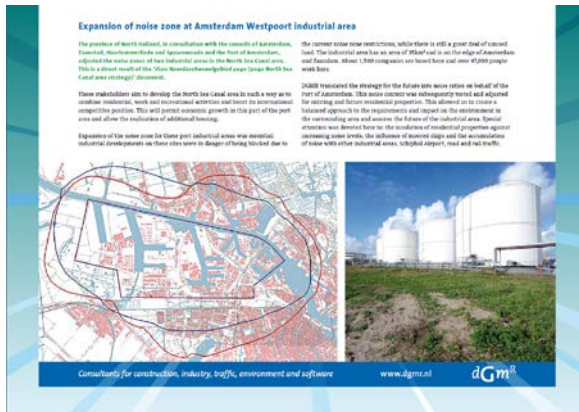 Expansion of noise zone at Amsterdam Westpoort industrial area
The province of North Holland, in consultation with the councils of Amsterdam,
Zaanstad, Haarlemmerliede and Spaarnwoude and the Port of Amsterdam,
adjusted the noise zones of two industrial areas in the North Sea Canal area.
This is a direct result of the 'Visie Noordzeekanaalgebied
Canal area strategy)' document.
These stakeholders aim to develop the North Sea Canal area in such a way as to
combine residential, work and recreational activities and boost its international
competitive position. This will permit economic growth in this part of the port
area and allow the realisation of additional housing.
Expansion of the noise zone for these port industrial areas was essential.
Industrial developments on these sites were in danger of being blocked due to
the current noise nose restrictions, while there is still a great deal of unused
land. The industrial area has an area of and is on the edge of Amsterdam
and Zaandam. About 1,500 companies are based here and over 45,000 people
work here.
DGMR translated the strategy for the future into noise ratios on behalf of the
Port of Amsterdam. This noise contour was subsequently tested and adjusted
for existing and future residential properties. This allowed us to create a
balanced approach to the requirements and impact on the environment in
the surrounding area and assures the future of the industrial area. Special
attention was devoted here to: the insulation of residential properties against
increasing noise levels, the influence of moored ships and the accumulation
of noise with other industrial areas, Schiphol Airport, road and rail traffic.
Consultants for construction, industry, traffic, environment and software
www.dgmr.nl
dGmR